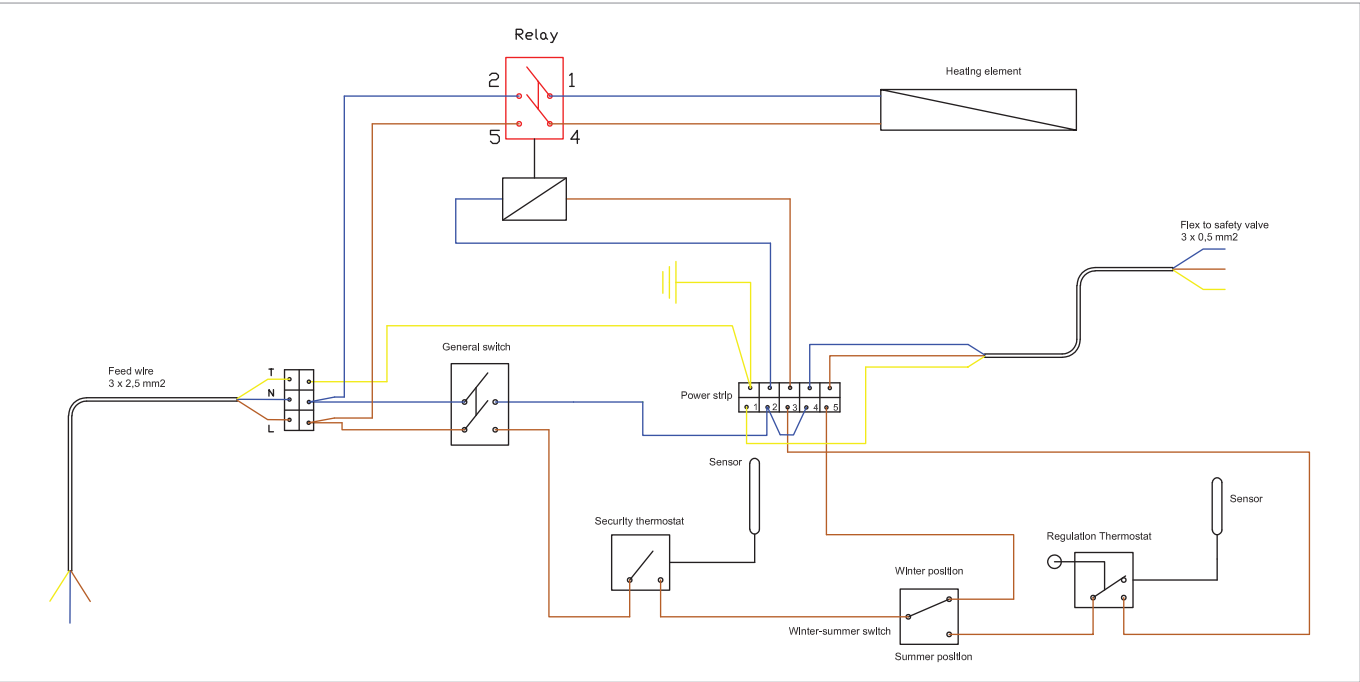 Relay
2
1
Heating element
5
4
Flex to safety valve
3 x 0,5 mm2
General switch
Feed wire
3 x 2,5 mm2
T
N
L
Power strip
1 2 3 4 5
Sensor
Sensor
Security thermostat
Regulation Thermostat
Winter position
Winter-summer switch
Summer position